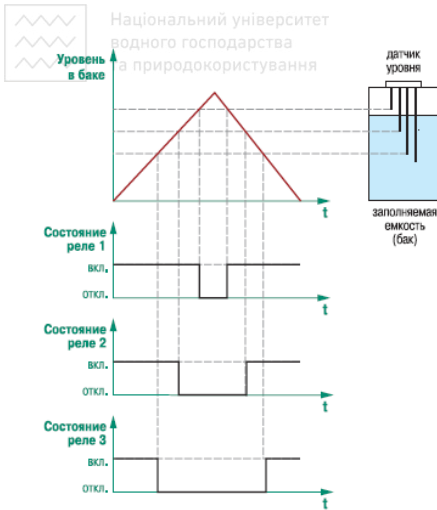 Національний університет
водного господарства
та природокористування
Уровень
в баке
датчик
уровня
t
заполняемая
емкость
(бак)
Состояние
реле 1
вкл.
откл.
t
Состояние
реле 2
вкл.
откл.
t
Состояние
реле 3
вкл.
откл.
t